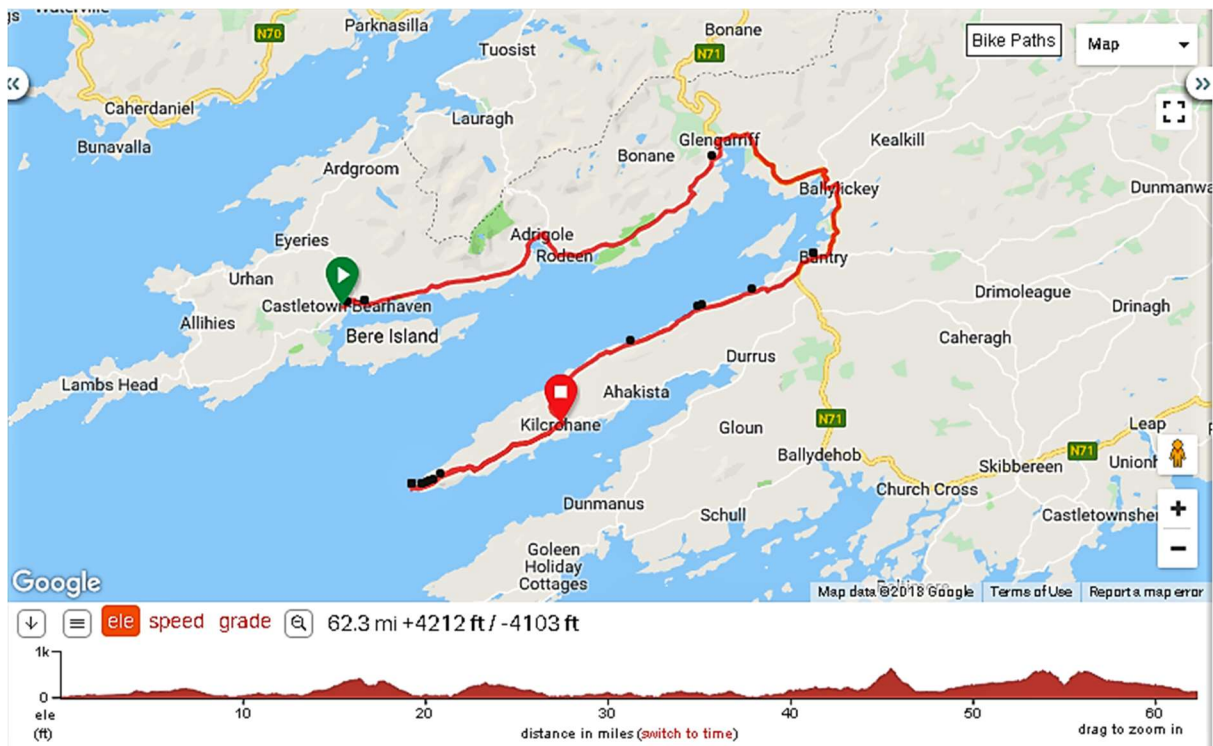 Parknasilla
Bonane
Bike Paths
Map
N70
Tuosist
N71
«
»
Caherdaniel
Lauragh
Glengarriff
Kealkill
Bunavalla
Bonane
Ardgroom
Ballylickey
Dunmanwa
Eyeries
Adrigole
Rodeen
Bantry
Urhan
Castletown-Bearhaven
Drimoleague
Drinagh
Allihies
Bere Island
Caheragh
Lambs Head
Durrus
Ahakista
N71
Kilcrohane
Gloun
Leap
Ballydehob
N71
Skibbereen
Church Cross
Dunmanus
Schull
Castletownshe
+
−
Goleen
Holiday
Cottages
Google
Map data ©2018 Google
Terms of Use
Report a map error
ele speed grade 62.3 mi +4212 ft / -4103 ft
1k
0
10 20 30 40 50 60
ele
(ft)
distance in miles (switch to time)
drag to zoom in